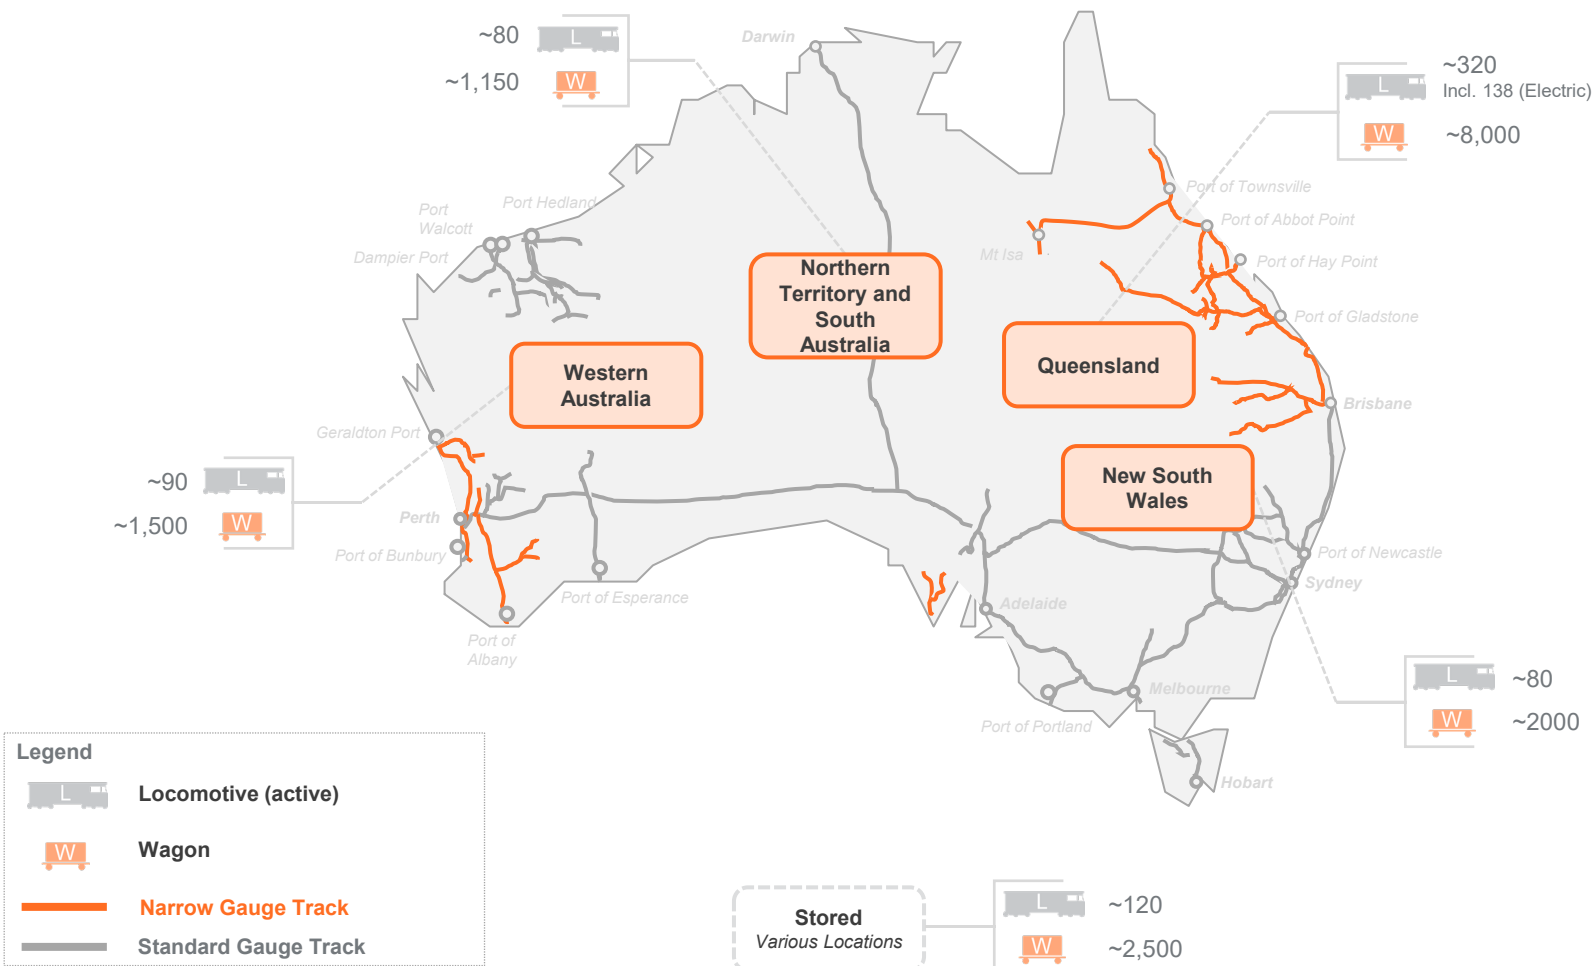 ~80
L
~1,150
W
Darwin
~320
L
Incl. 138 (Electric)
W
~8,000
Port of Townsville
Port of Abbot Point
Mt Isa
Port of Hay Point
Port of Gladstone
Port Hedland
Port
Walcott
Dampier Port
Northern
Territory and
South
Australia
Queensland
Western
Australia
Brisbane
Geraldton Port
New South
Wales
~90
L
~1,500
W
Perth
Port of Bunbury
Port of Esperance
Port of
Albany
Port of Newcastle
Sydney
Adelaide
Melbourne
Port of Portland
Hobart
L
~80
W
~2000
Legend
L
Locomotive (active)
W
Wagon
Narrow Gauge Track
Standard Gauge Track
Stored
Various Locations
L
~120
W
~2,500